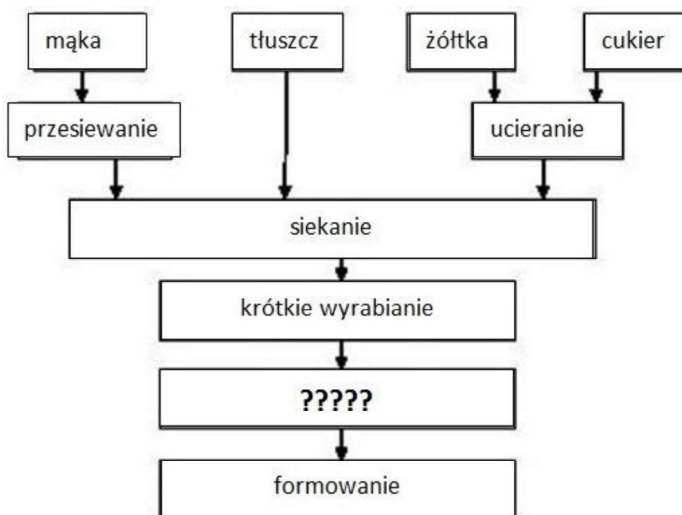 mąka
tłuszcz
żółtka
cukier
przesiewanie
ucieranie
siekanie
krótkie wyrabianie
?????
formowanie